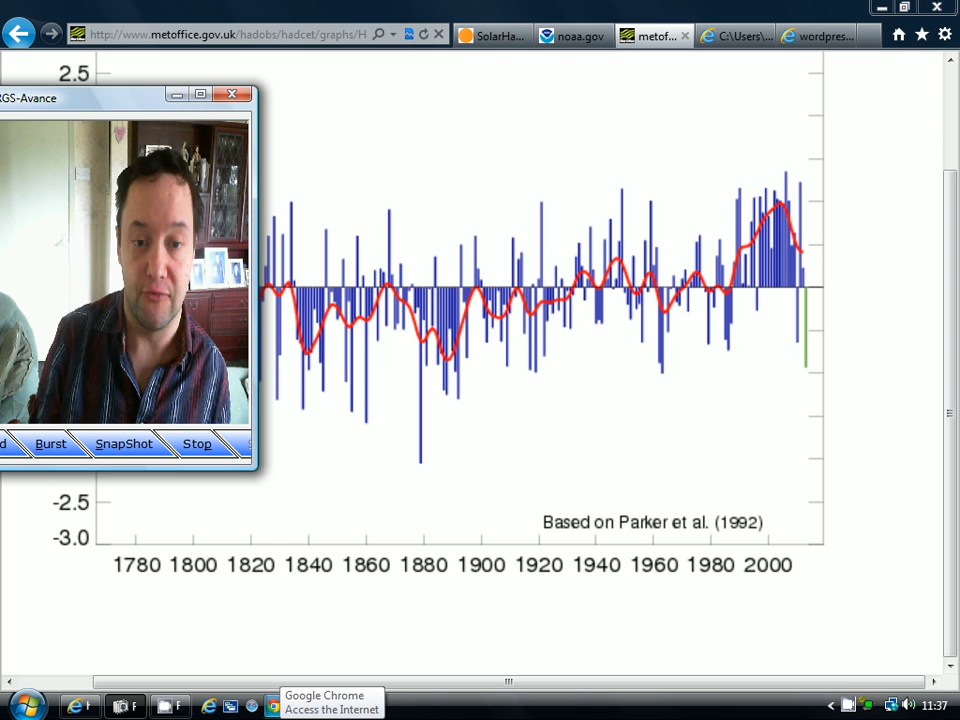 http://www.metoffice.gov.uk/hadobs/hadcet/graphs/H
SolarHa...
noaa.gov
metof...
C:\Users\...
wordpres...
2.5
RGS-Avance
Burst
SnapShot
Stop
-2.5
-3.0
Based on Parker et al. (1992)
1780 1800 1820 1840 1860 1880 1900 1920 1940 1960 1980 2000
Google Chrome
Access the Internet
11:37